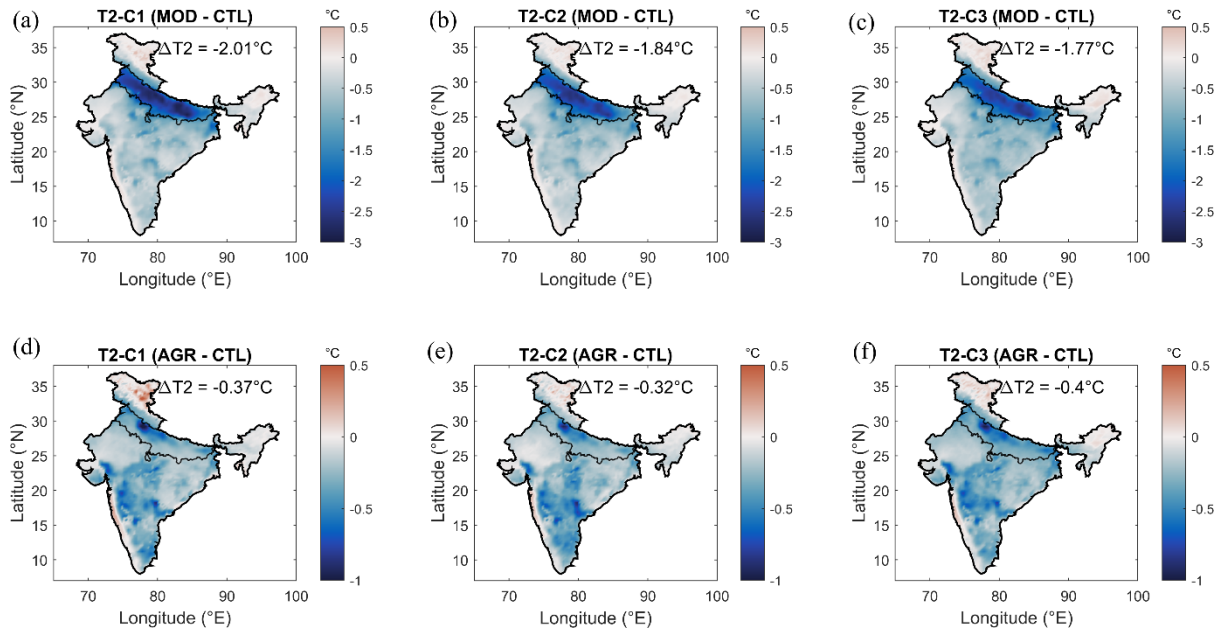 (a) T2-C1 (MOD - CTL) °C
ΔT2 = -2.01°C
35
30
25
20
15
10
Latitude (°N)
70 80 90 100
Longitude (°E)
0.5
0
-0.5
-1
-1.5
-2
-2.5
-3
(b) T2-C2 (MOD - CTL) °C
ΔT2 = -1.84°C
35
30
25
20
15
10
Latitude (°N)
70 80 90 100
Longitude (°E)
0.5
0
-0.5
-1
-1.5
-2
-2.5
-3
(c) T2-C3 (MOD - CTL) °C
ΔT2 = -1.77°C
35
30
25
20
15
10
Latitude (°N)
70 80 90 100
Longitude (°E)
0.5
0
-0.5
-1
-1.5
-2
-2.5
-3
(d) T2-C1 (AGR - CTL) °C
ΔT2 = -0.37°C
35
30
25
20
15
10
Latitude (°N)
70 80 90 100
Longitude (°E)
0.5
0
-0.5
-1
(e) T2-C2 (AGR - CTL) °C
ΔT2 = -0.32°C
35
30
25
20
15
10
Latitude (°N)
70 80 90 100
Longitude (°E)
0.5
0
-0.5
-1
(f) T2-C3 (AGR - CTL) °C
ΔT2 = -0.4°C
35
30
25
20
15
10
Latitude (°N)
70 80 90 100
Longitude (°E)
0.5
0
-0.5
-1